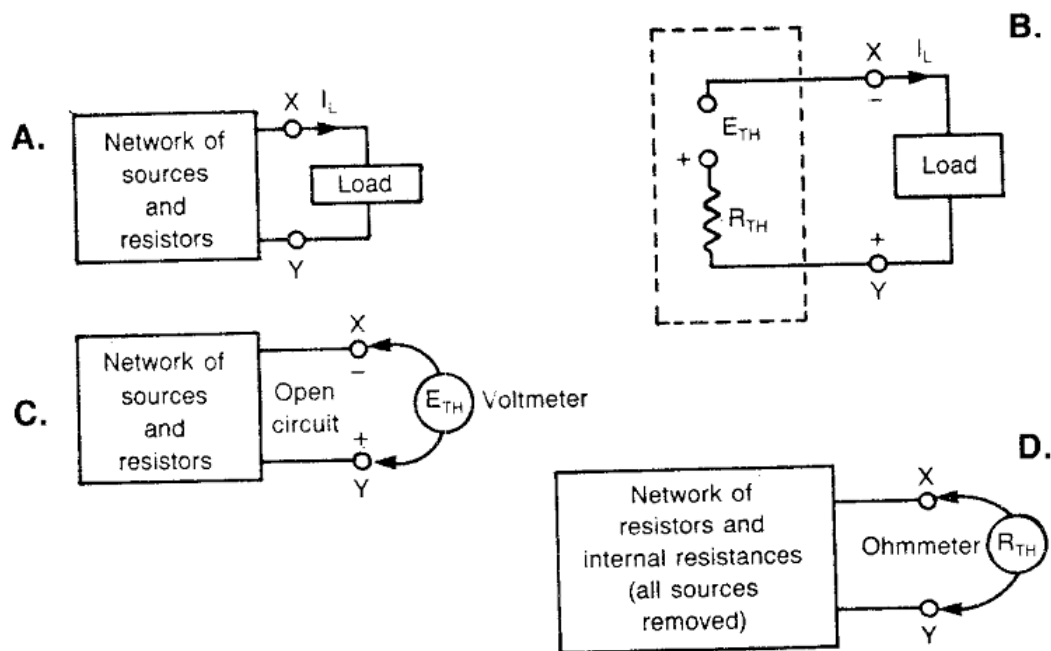 A.
Network of
sources
and
resistors
X
I_L
Load
Y
B.
X
I_L
−
E_TH
+
R_TH
Load
+
Y
C.
Network of
sources
and
resistors
X
−
Open
circuit
+
Y
E_TH
Voltmeter
D.
Network of
resistors and
internal resistances
(all sources
removed)
X
Ohmmeter
R_TH
Y